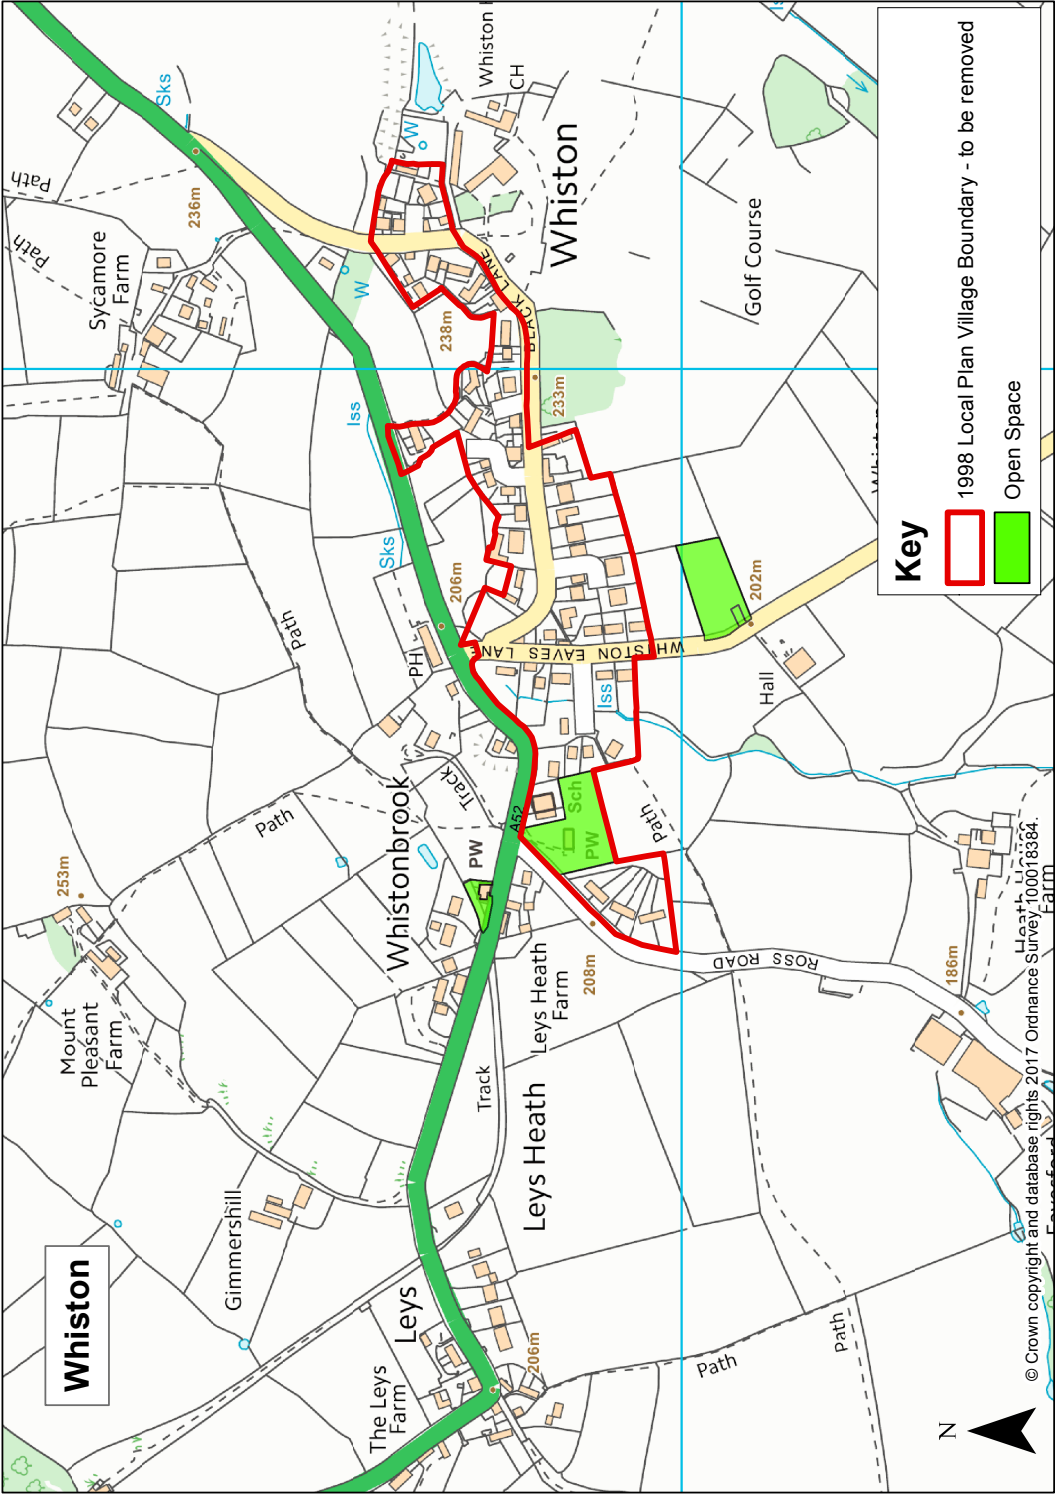 Whiston
Path
Path
Sks
Whiston
CH
W
236m
Sycamore
Farm
W
238m
BLACK LANE
Whiston
Golf Course
233m
Iss
Sks
206m
Path
PH
WHISTON EAVES LANE
Iss
202m
Hall
Whistonbrook
Track
A52
Sch
PW
PW
Path
Path
253m
Mount
Pleasant
Farm
Leys Heath
Farm
208m
ROSS ROAD
186m
Farm
Track
Leys Heath
Gimmershill
Leys
The Leys
Farm
206m
Path
Path
N
Key
1998 Local Plan Village Boundary - to be removed
Open Space
© Crown copyright and database rights 2017 Ordnance Survey 100018384.